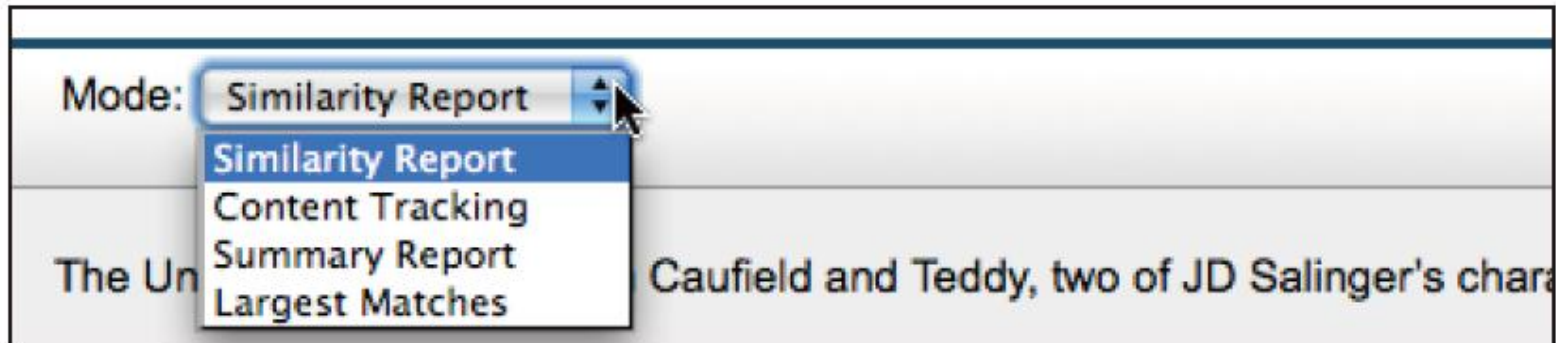 Mode: Similarity Report
Similarity Report
Content Tracking
Summary Report
Largest Matches
The Un Caufield and Teddy, two of JD Salinger's chara